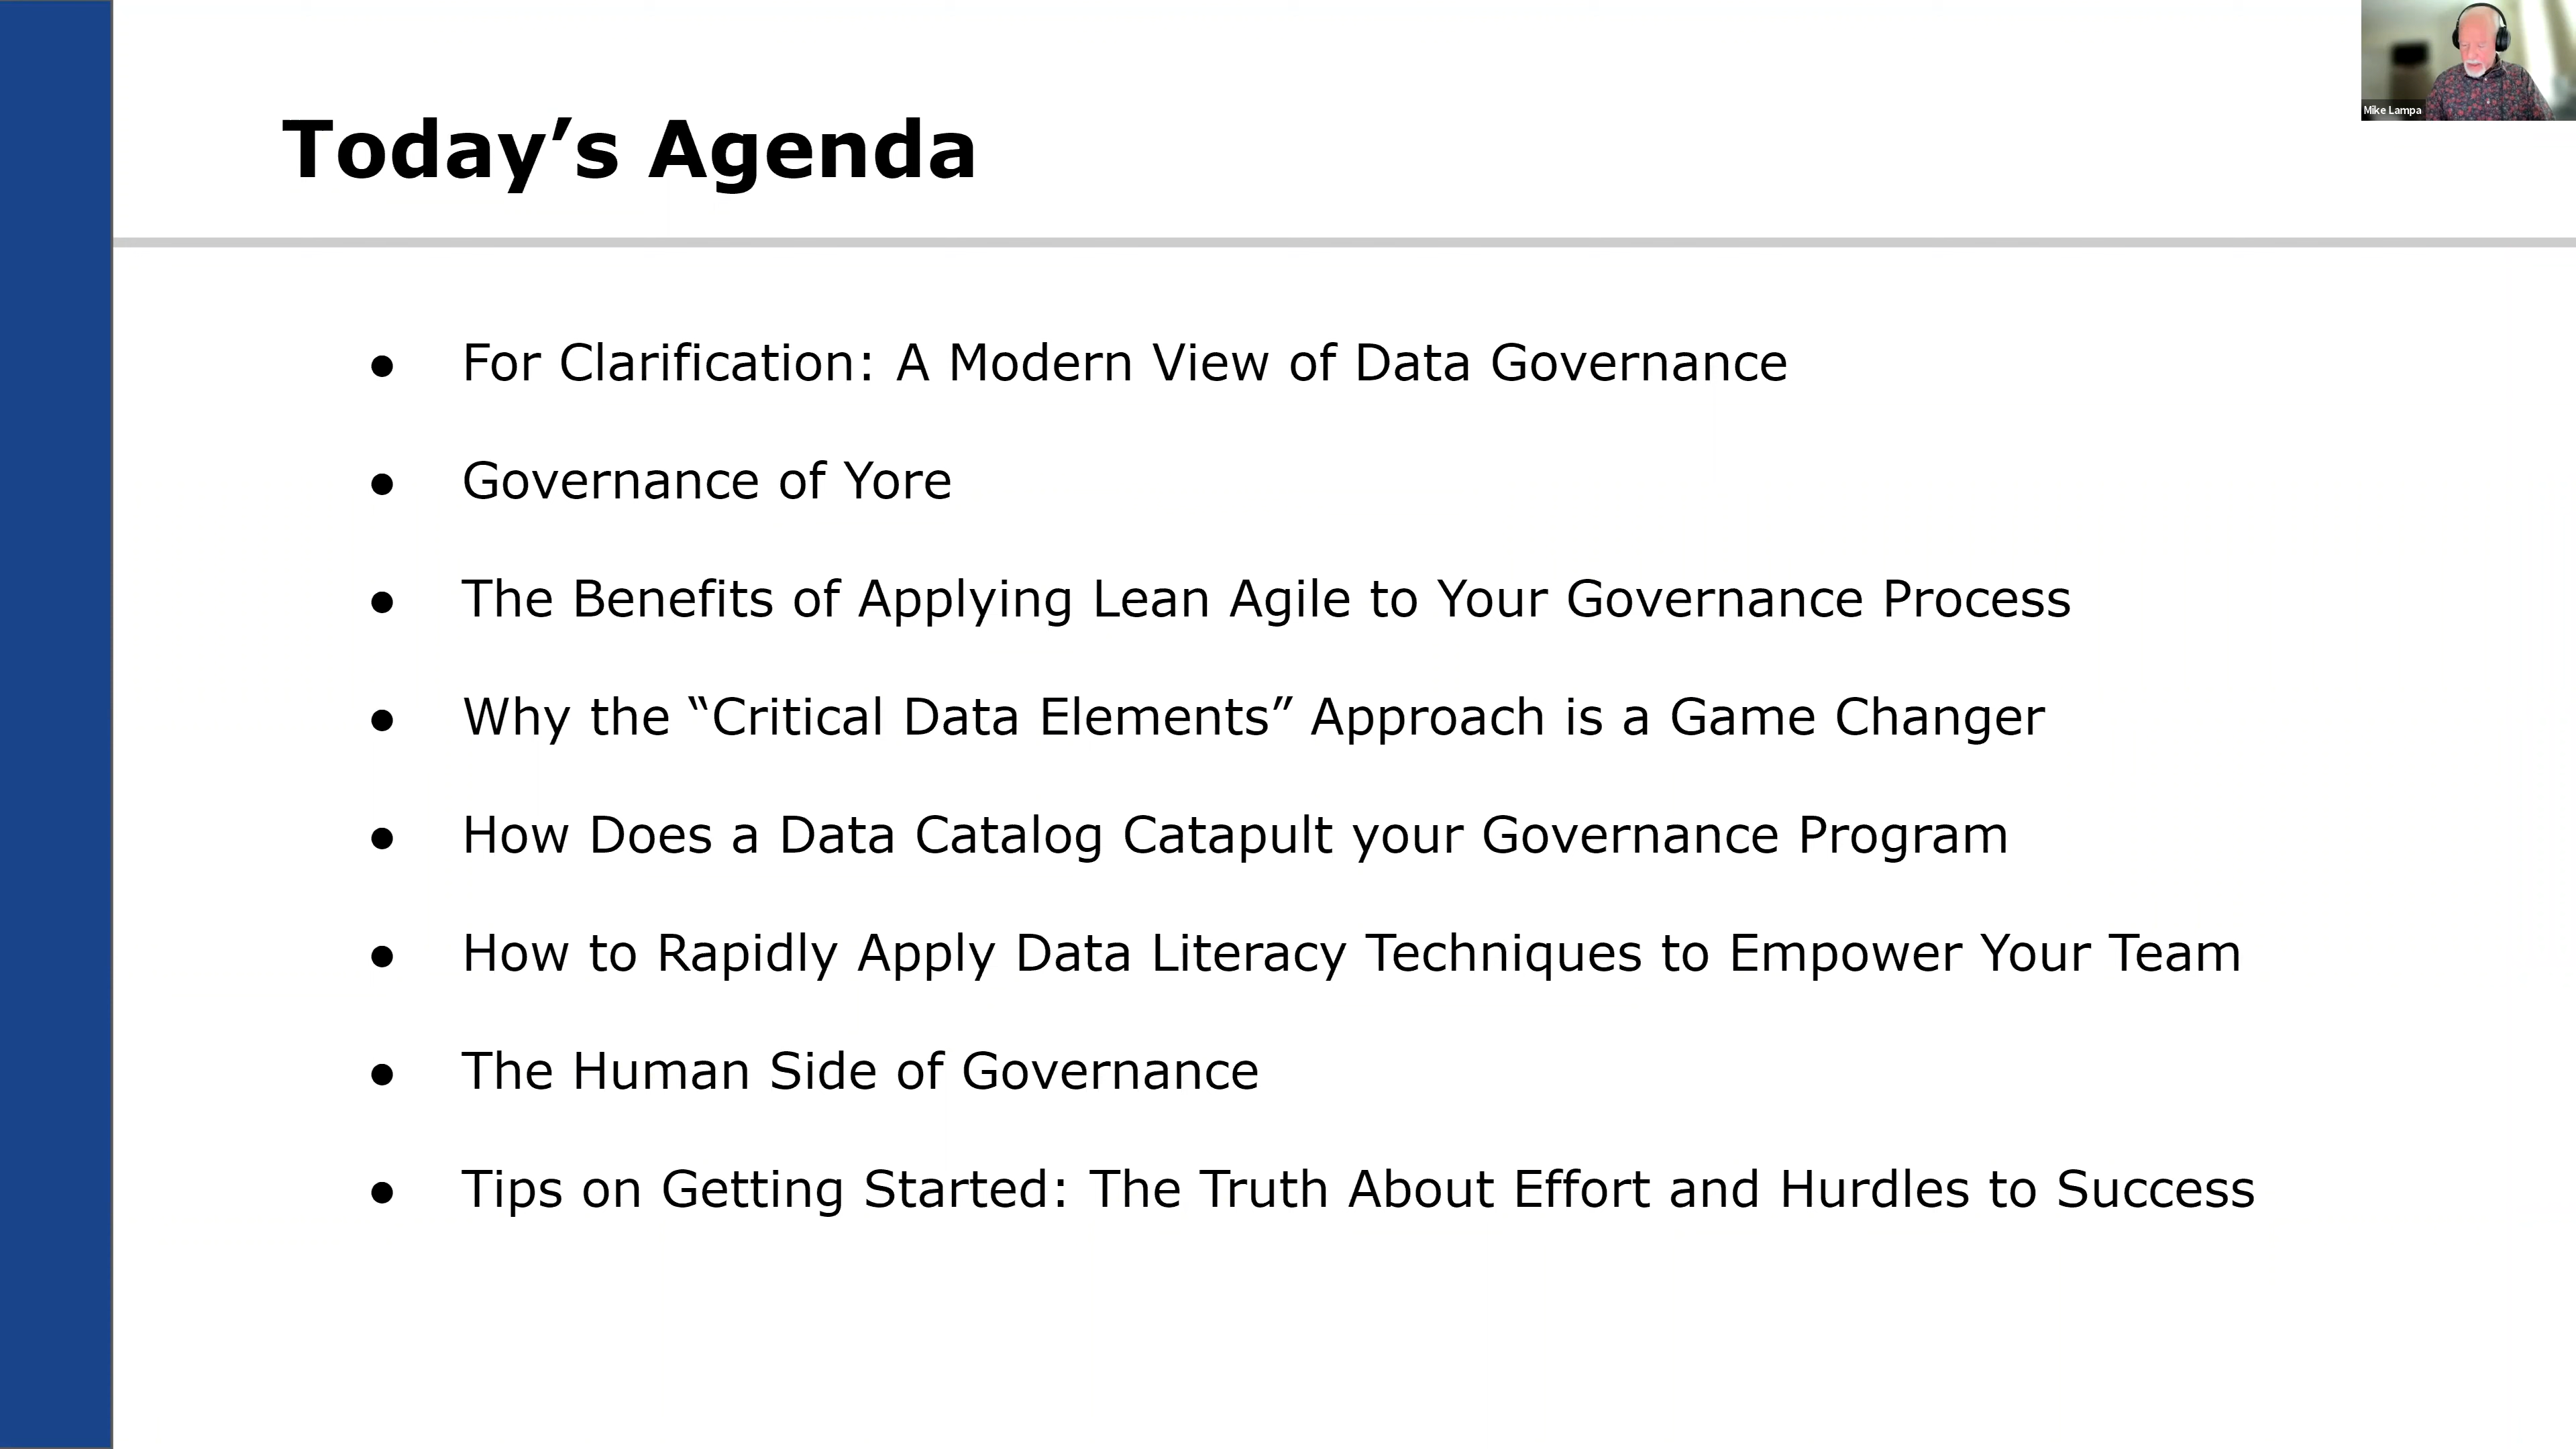 Today’s Agenda
Mike Lampa
● For Clarification: A Modern View of Data Governance
● Governance of Yore
● The Benefits of Applying Lean Agile to Your Governance Process
● Why the “Critical Data Elements” Approach is a Game Changer
● How Does a Data Catalog Catapult your Governance Program
● How to Rapidly Apply Data Literacy Techniques to Empower Your Team
● The Human Side of Governance
● Tips on Getting Started: The Truth About Effort and Hurdles to Success